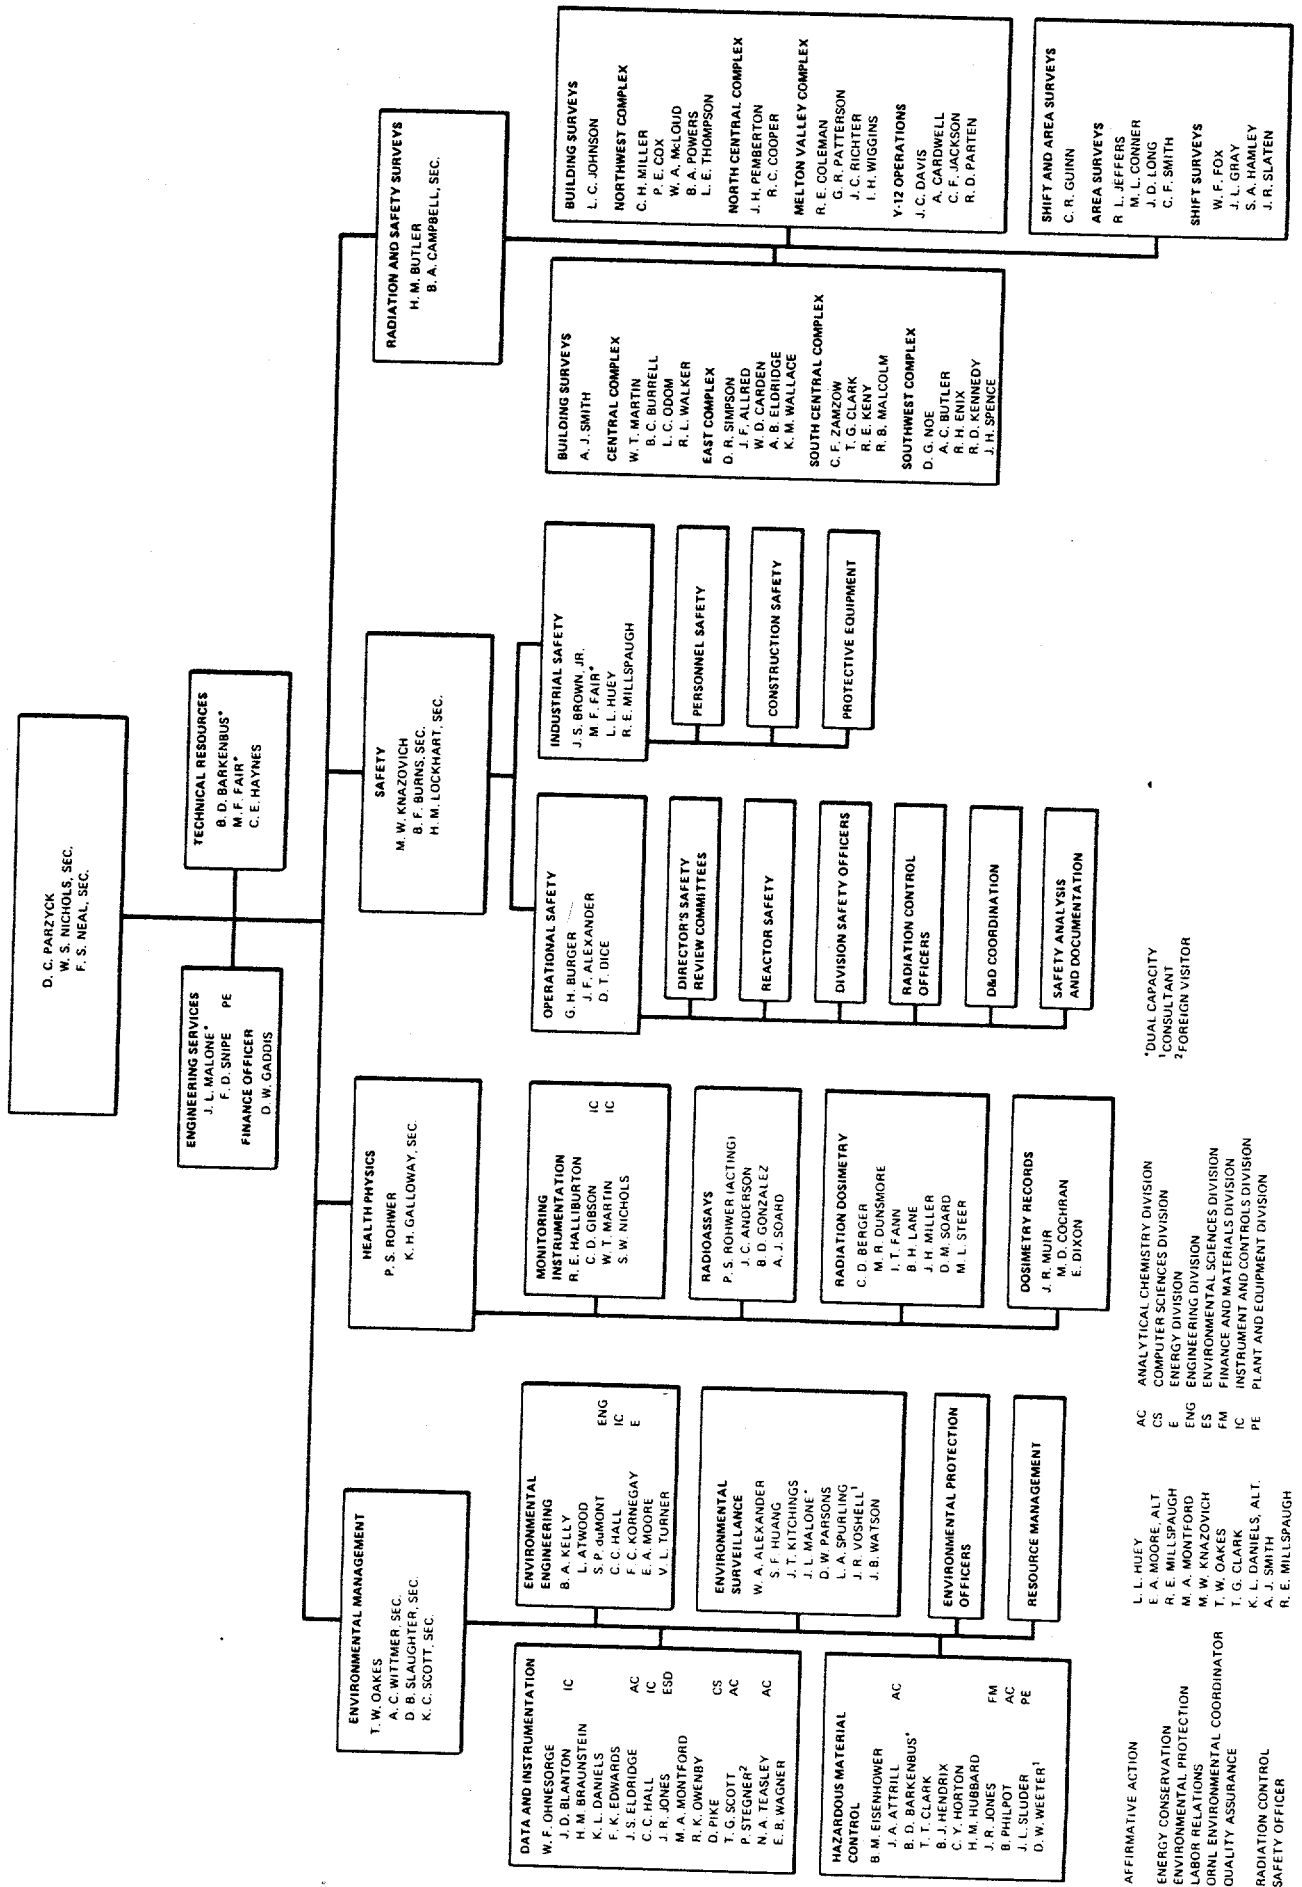 D. C. PARZYCK
W. S. NICHOLS, SEC.
F. S. NEAL, SEC.
ENGINEERING SERVICES
J. L. MALONE*
F. D. SNIPE PE
FINANCE OFFICER
D. W. GADDIS
TECHNICAL RESOURCES
B. D. BARKENBUS*
M. F. FAIR*
C. E. HAYNES
ENVIRONMENTAL MANAGEMENT
T. W. OAKES
A. C. WITTMER, SEC.
D. B. SLAUGHTER, SEC.
K. C. SCOTT, SEC.
HEALTH PHYSICS
P. S. ROHWER
K. H. GALLOWAY, SEC.
SAFETY
M. W. KNAZOVICH
B. F. BURNS, SEC.
H. M. LOCKHART, SEC.
RADIATION AND SAFETY SURVEYS
H. M. BUTLER
B. A. CAMPBELL, SEC.
DATA AND INSTRUMENTATION
W. F. OHNESORGE
J. D. BLANTON IC
H. M. BRAUNSTEIN
K. L. DANIELS
F. K. EDWARDS
J. S. ELDRIDGE AC
C. C. HALL IC
J. R. JONES ESD
M. A. MONTFORD
R. K. OWENBY
D. PIKE CS
T. G. SCOTT AC
P. STEGNER²
N. A. TEASLEY AC
E. B. WAGNER
HAZARDOUS MATERIAL
CONTROL
B. M. EISENHOWER
J. A. ATTRILL AC
B. D. BARKENBUS*
T. T. CLARK
B. J. HENDRIX
C. Y. HORTON
H. M. HUBBARD
J. R. JONES FM
B. PHILPOT AC
J. L. SLUDER PE
D. W. WEETER¹
ENVIRONMENTAL
ENGINEERING
B. A. KELLY
L. ATWOOD
S. P. duMONT ENG
C. C. HALL IC
F. C. KORNEGAY E
E. A. MOORE
V. L. TURNER
ENVIRONMENTAL
SURVEILLANCE
W. A. ALEXANDER
S. F. HUANG
J. T. KITCHINGS
J. L. MALONE*
D. W. PARSONS
L. A. SPURLING
J. R. VOSHELL¹
J. B. WATSON
ENVIRONMENTAL PROTECTION
OFFICERS
RESOURCE MANAGEMENT
MONITORING
INSTRUMENTATION
R. E. HALLIBURTON
C. D. GIBSON IC
W. T. MARTIN IC
S. W. NICHOLS
RADIOASSAYS
P. S. ROHWER (ACTING)
J. C. ANDERSON
B. D. GONZALEZ
A. J. SOARD
RADIATION DOSIMETRY
C. D. BERGER
M. R. DUNSMORE
I. T. FANN
B. H. LANE
J. H. MILLER
D. M. SOARD
M. L. STEER
DOSIMETRY RECORDS
J. R. MUIR
M. D. COCHRAN
E. DIXON
OPERATIONAL SAFETY
G. H. BURGER
J. F. ALEXANDER
D. T. DICE
DIRECTOR'S SAFETY
REVIEW COMMITTEES
REACTOR SAFETY
DIVISION SAFETY OFFICERS
RADIATION CONTROL
OFFICERS
D&D COORDINATION
SAFETY ANALYSIS
AND DOCUMENTATION
INDUSTRIAL SAFETY
J. S. BROWN, JR.
M. F. FAIR*
L. L. HUEY
R. E. MILLSPAUGH
PERSONNEL SAFETY
CONSTRUCTION SAFETY
PROTECTIVE EQUIPMENT
BUILDING SURVEYS
A. J. SMITH
CENTRAL COMPLEX
W. T. MARTIN
B. C. BURRELL
L. C. ODOM
R. L. WALKER
EAST COMPLEX
D. R. SIMPSON
J. F. ALLRED
W. D. CARDEN
A. B. ELDRIDGE
K. M. WALLACE
SOUTH CENTRAL COMPLEX
C. F. ZAMZOW
T. G. CLARK
R. E. KENY
R. B. MALCOLM
SOUTHWEST COMPLEX
D. G. NOE
A. C. BUTLER
R. H. ENIX
R. D. KENNEDY
J. H. SPENCE
BUILDING SURVEYS
L. C. JOHNSON
NORTHWEST COMPLEX
C. H. MILLER
P. E. COX
W. A. McLOUD
B. A. POWERS
L. E. THOMPSON
NORTH CENTRAL COMPLEX
J. H. PEMBERTON
R. C. COOPER
MELTON VALLEY COMPLEX
R. E. COLEMAN
G. R. PATTERSON
J. C. RICHTER
I. H. WIGGINS
Y-12 OPERATIONS
J. C. DAVIS
A. CARDWELL
C. F. JACKSON
R. D. PARTEN
SHIFT AND AREA SURVEYS
C. R. GUINN
AREA SURVEYS
R L. JEFFERS
M. L. CONNER
J. D. LONG
C. F. SMITH
SHIFT SURVEYS
W. F. FOX
J. L. GRAY
S. A. HAMLEY
J. R. SLATEN
AFFIRMATIVE ACTION L. L. HUEY
E. A. MOORE, ALT
ENERGY CONSERVATION R. E. MILLSPAUGH
ENVIRONMENTAL PROTECTION M. A. MONTFORD
LABOR RELATIONS M. W. KNAZOVICH
ORNL ENVIRONMENTAL COORDINATOR T. W. OAKES
QUALITY ASSURANCE T. G. CLARK
K. L. DANIELS, ALT.
RADIATION CONTROL A. J. SMITH
SAFETY OFFICER R. E. MILLSPAUGH
AC ANALYTICAL CHEMISTRY DIVISION
CS COMPUTER SCIENCES DIVISION
E ENERGY DIVISION
ENG ENGINEERING DIVISION
ES ENVIRONMENTAL SCIENCES DIVISION
FM FINANCE AND MATERIALS DIVISION
IC INSTRUMENT AND CONTROLS DIVISION
PE PLANT AND EQUIPMENT DIVISION
*DUAL CAPACITY
¹CONSULTANT
²FOREIGN VISITOR